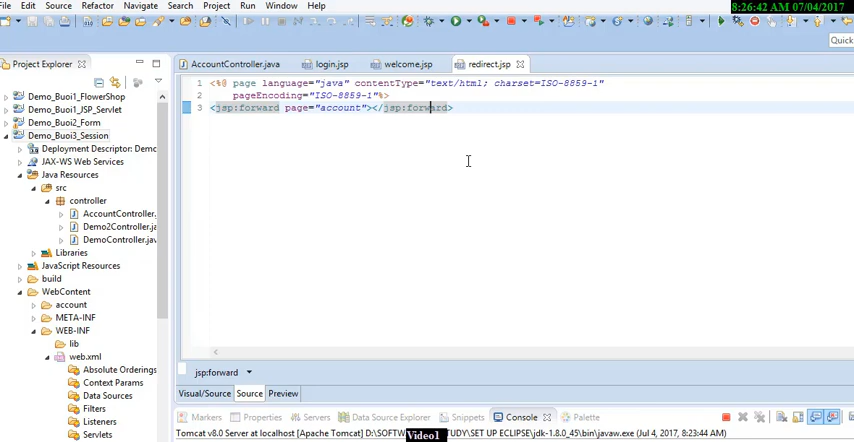 File Edit Source Refactor Navigate Search Project Run Window Help
8:26:42 AM 07/04/2017
Quick
Project Explorer
AccountController.java login.jsp welcome.jsp redirect.jsp
Demo_Buoi1_FlowerShop
Demo_Buoi1_JSP_Servlet
Demo_Buoi2_Form
Demo_Buoi3_Session
Deployment Descriptor: Demo
JAX-WS Web Services
Java Resources
src
controller
AccountController.
Demo2Controller.jav
DemoController.jav
Libraries
JavaScript Resources
build
WebContent
account
META-INF
WEB-INF
lib
web.xml
Absolute Orderings
Context Params
Data Sources
Filters
Listeners
Servlets
1 <%@ page language="java" contentType="text/html; charset=ISO-8859-1"
2 pageEncoding="ISO-8859-1"%>
3 <jsp:forward page="account"></jsp:forward>
jsp:forward
Visual/Source Source Preview
Markers Properties Servers Data Source Explorer Snippets Console Palette
Tomcat v8.0 Server at localhost [Apache Tomcat] D:\SOFTW
STUDY\SET UP ECLIPSE\jdk-1.8.0_45\bin\javaw.exe (Jul 4, 2017, 8:23:44 AM)
Video1